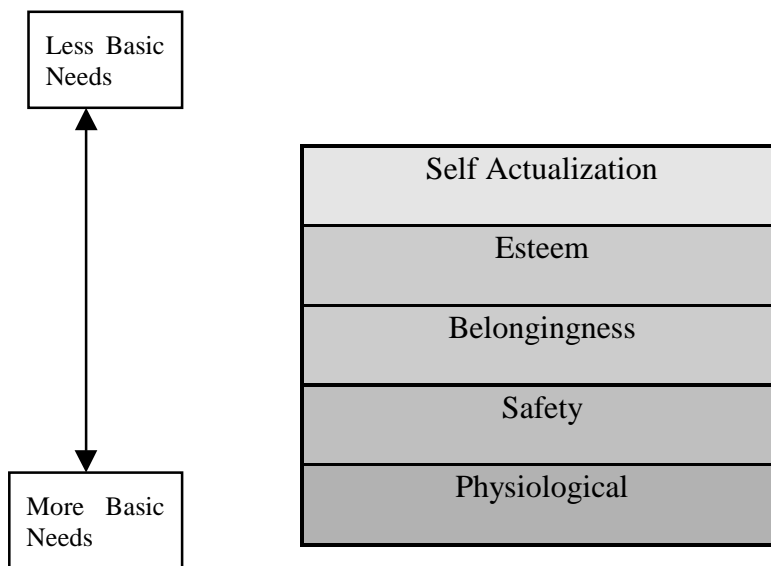 Less Basic
Needs
Self Actualization
Esteem
Belongingness
Safety
Physiological
More Basic
Needs